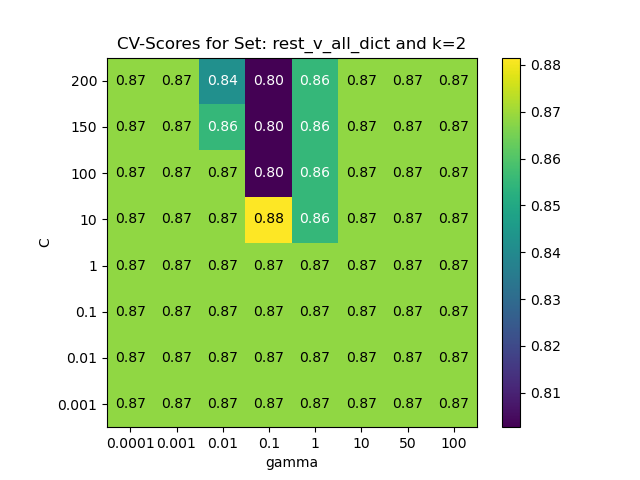 CV-Scores for Set: rest_v_all_dict and k=2
200 0.87 0.87 0.84 0.80 0.86 0.87 0.87 0.87
150 0.87 0.87 0.86 0.80 0.86 0.87 0.87 0.87
100 0.87 0.87 0.87 0.80 0.86 0.87 0.87 0.87
10 0.87 0.87 0.87 0.88 0.86 0.87 0.87 0.87
1 0.87 0.87 0.87 0.87 0.87 0.87 0.87 0.87
0.1 0.87 0.87 0.87 0.87 0.87 0.87 0.87 0.87
0.01 0.87 0.87 0.87 0.87 0.87 0.87 0.87 0.87
0.001 0.87 0.87 0.87 0.87 0.87 0.87 0.87 0.87
C
0.0001 0.001 0.01 0.1 1 10 50 100
gamma
0.88
0.87
0.86
0.85
0.84
0.83
0.82
0.81